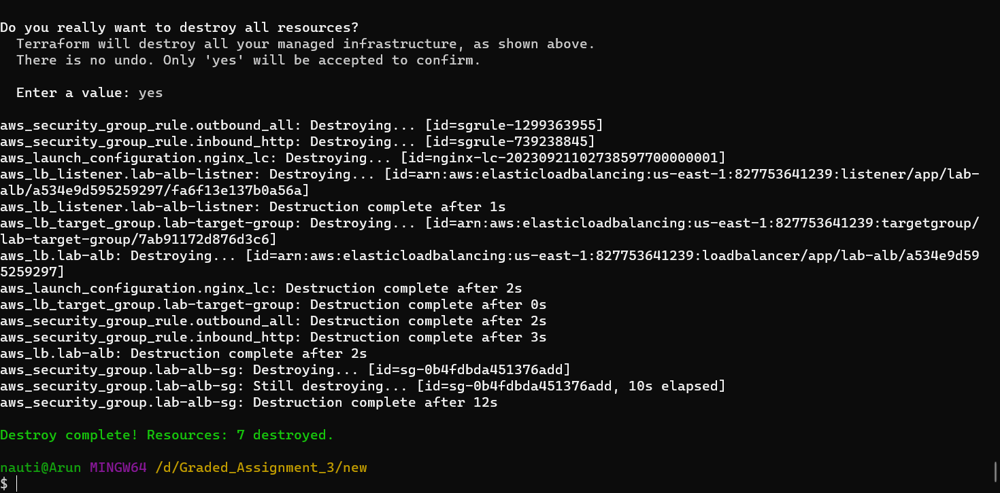 Do you really want to destroy all resources?
  Terraform will destroy all your managed infrastructure, as shown above.
  There is no undo. Only 'yes' will be accepted to confirm.
  Enter a value: yes
aws_security_group_rule.outbound_all: Destroying... [id=sgrule-1299363955]
aws_security_group_rule.inbound_http: Destroying... [id=sgrule-739238845]
aws_launch_configuration.nginx_lc: Destroying... [id=nginx-lc-20230921102738597700000001]
aws_lb_listener.lab-alb-listner: Destroying... [id=arn:aws:elasticloadbalancing:us-east-1:827753641239:listener/app/lab-
alb/a534e9d595259297/fa6f13e137b0a56a]
aws_lb_listener.lab-alb-listner: Destruction complete after 1s
aws_lb_target_group.lab-target-group: Destroying... [id=arn:aws:elasticloadbalancing:us-east-1:827753641239:targetgroup/
lab-target-group/7ab91172d876d3c6]
aws_lb.lab-alb: Destroying... [id=arn:aws:elasticloadbalancing:us-east-1:827753641239:loadbalancer/app/lab-alb/a534e9d59
5259297]
aws_launch_configuration.nginx_lc: Destruction complete after 2s
aws_lb_target_group.lab-target-group: Destruction complete after 0s
aws_security_group_rule.outbound_all: Destruction complete after 2s
aws_security_group_rule.inbound_http: Destruction complete after 3s
aws_lb.lab-alb: Destruction complete after 2s
aws_security_group.lab-alb-sg: Destroying... [id=sg-0b4fdbda451376add]
aws_security_group.lab-alb-sg: Still destroying... [id=sg-0b4fdbda451376add, 10s elapsed]
aws_security_group.lab-alb-sg: Destruction complete after 12s
Destroy complete! Resources: 7 destroyed.
nauti@Arun MINGW64 /d/Graded_Assignment_3/new
$